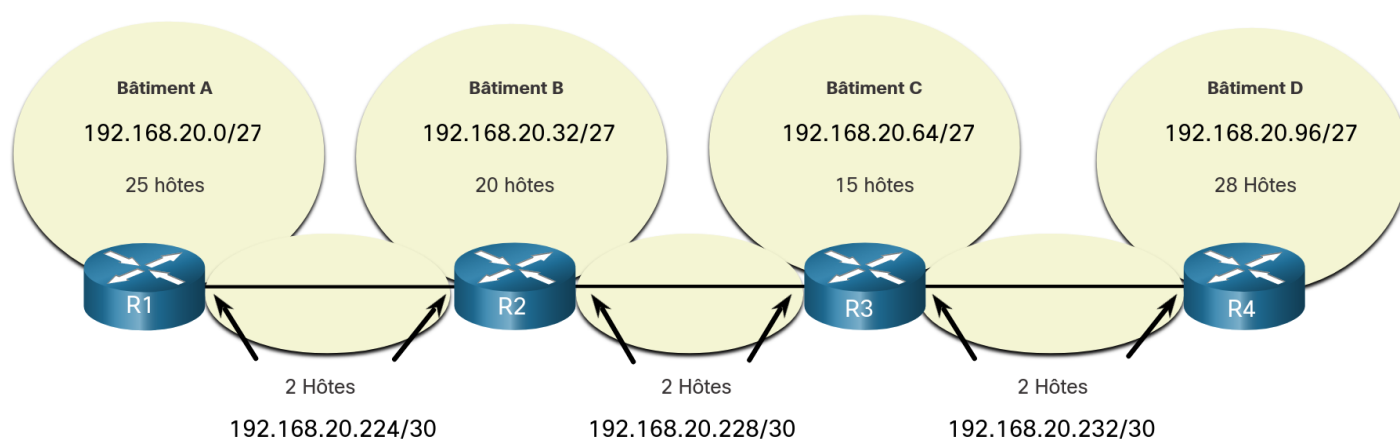 Bâtiment A
192.168.20.0/27
25 hôtes
Bâtiment B
192.168.20.32/27
20 hôtes
Bâtiment C
192.168.20.64/27
15 hôtes
Bâtiment D
192.168.20.96/27
28 Hôtes
R1
R2
R3
R4
2 Hôtes
192.168.20.224/30
2 Hôtes
192.168.20.228/30
2 Hôtes
192.168.20.232/30